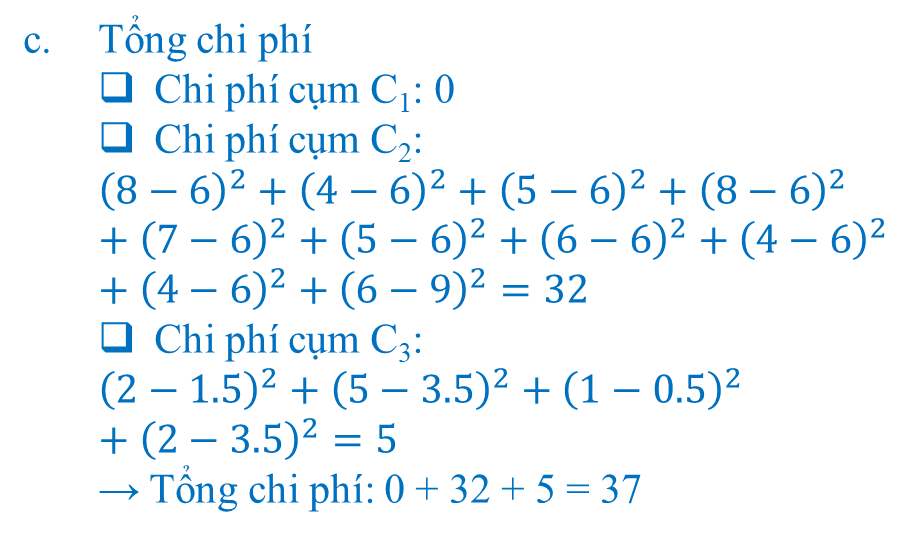 c. Tổng chi phí
❑ Chi phí cụm C₁: 0
❑ Chi phí cụm C₂:
(8 − 6)² + (4 − 6)² + (5 − 6)² + (8 − 6)²
+ (7 − 6)² + (5 − 6)² + (6 − 6)² + (4 − 6)²
+ (4 − 6)² + (6 − 9)² = 32
❑ Chi phí cụm C₃:
(2 − 1.5)² + (5 − 3.5)² + (1 − 0.5)²
+ (2 − 3.5)² = 5
→ Tổng chi phí: 0 + 32 + 5 = 37